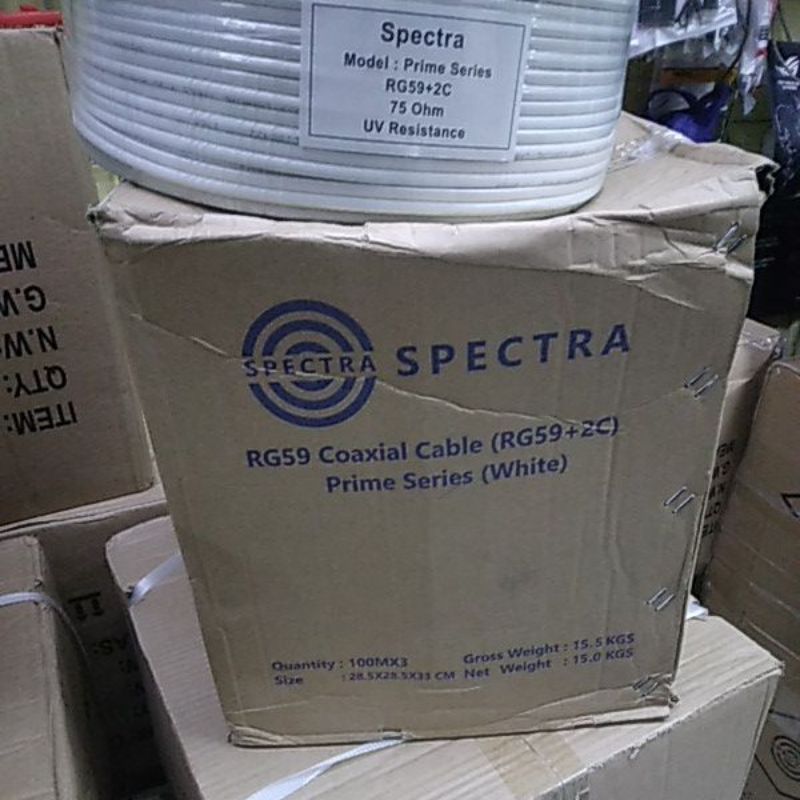 Spectra
Model : Prime Series
RG59+2C
75 Ohm
UV Resistance
SPECTRA SPECTRA
RG59 Coaxial Cable (RG59+2C)
Prime Series (White)
Quantity : 100MX3 Gross Weight : 15.5 KGS
Size : 28.5X28.5X33 CM Net Weight : 15.0 KGS
ITEM:
QTY:
N.W
G.W
ME